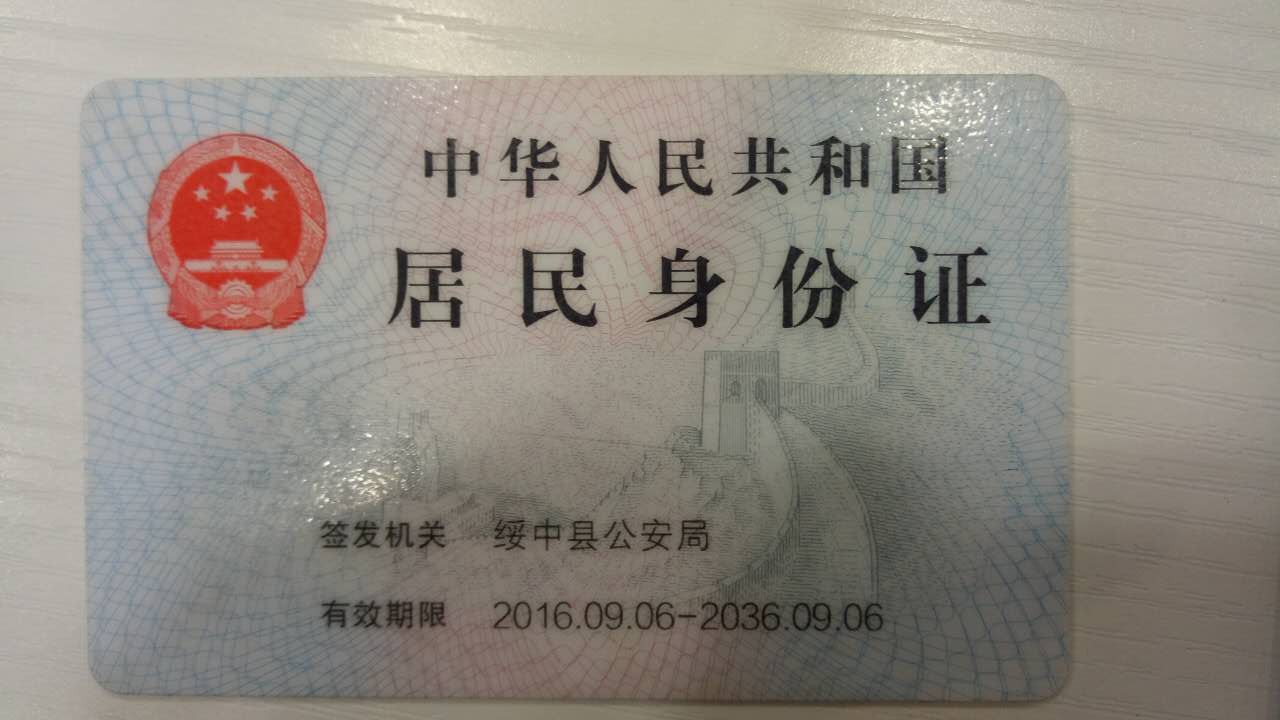 中华人民共和国
居民身份证
签发机关 绥中县公安局
有效期限 2016.09.06-2036.09.06